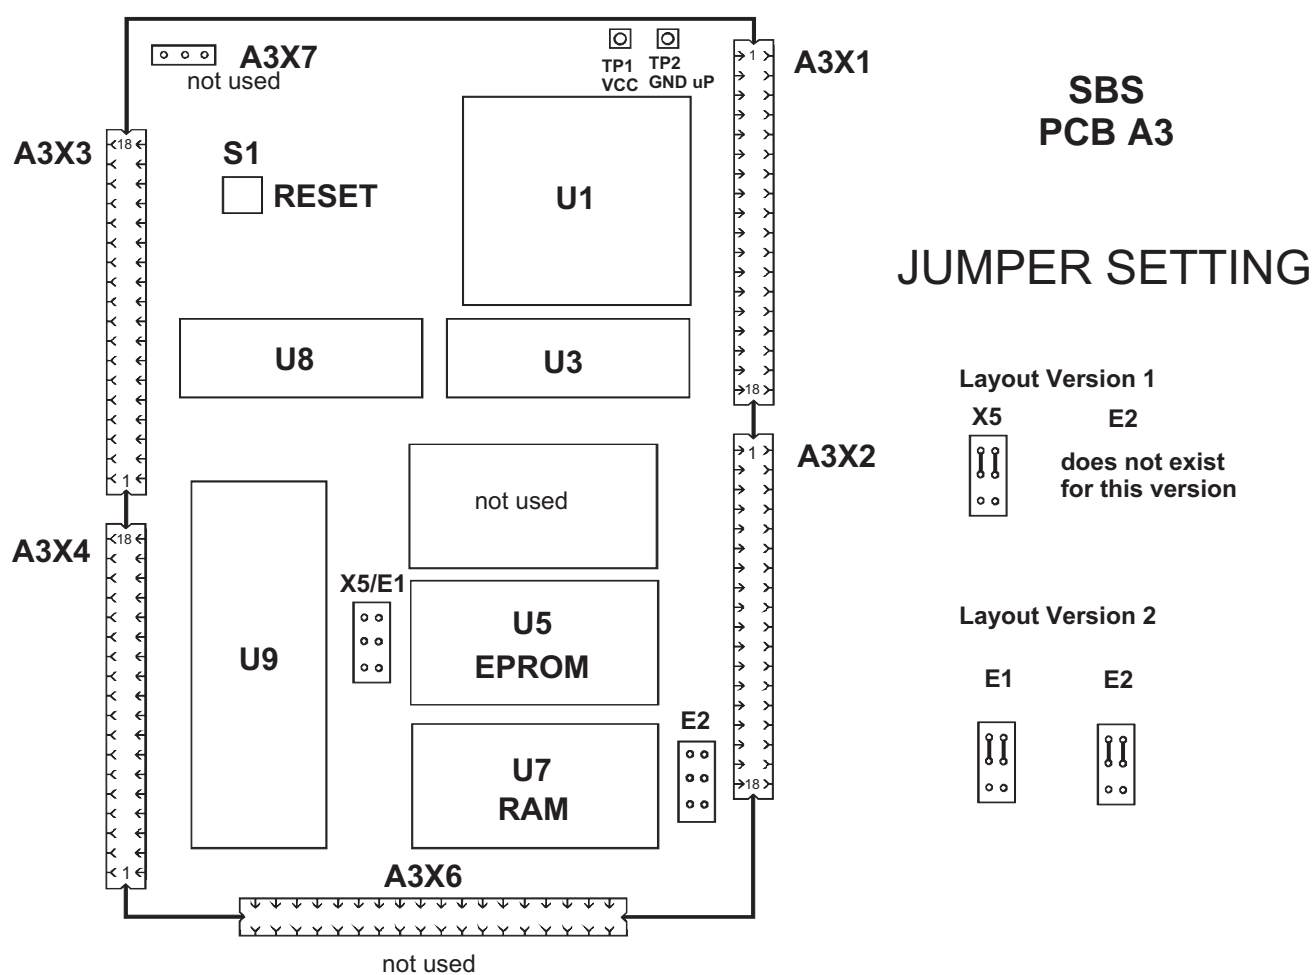 A3X7
not used
TP1
VCC
TP2
GND uP
A3X1
1
18
SBS
PCB A3
A3X3
18
1
S1
RESET
U1
JUMPER SETTING
U8
U3
Layout Version 1
X5
E2
does not exist
for this version
A3X2
1
18
not used
A3X4
18
1
X5/E1
U5
EPROM
U9
Layout Version 2
E1
E2
E2
U7
RAM
A3X6
not used